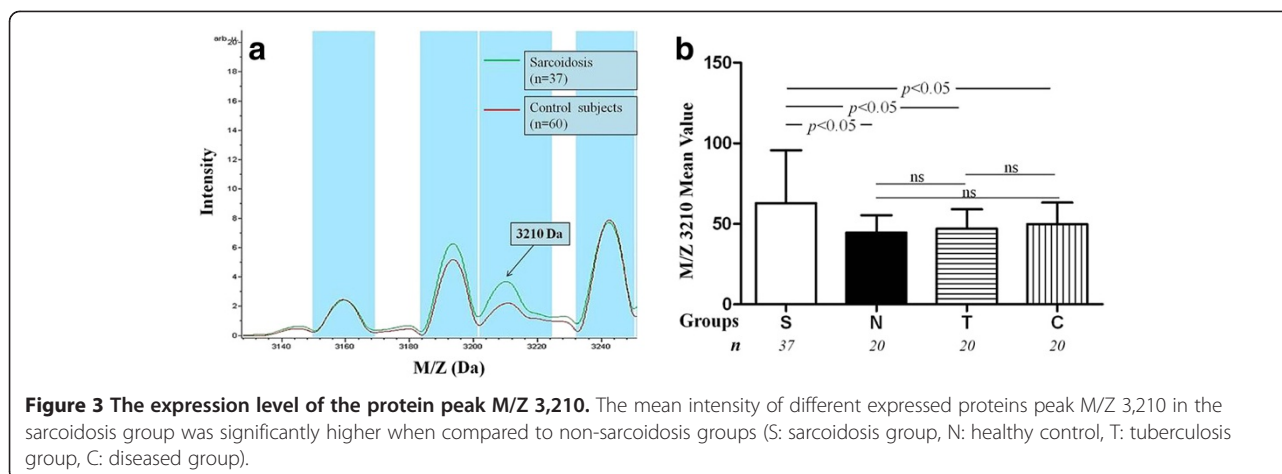 a
arb_u
20
18
16
14
12
10
8
6
4
2
0
Intensity
Sarcoidosis
(n=37)
Control subjects
(n=60)
3210 Da
3140 3160 3180 3200 3220 3240
M/Z (Da)
b
M/Z 3210 Mean Value
150
100
50
0
p<0.05
p<0.05
p<0.05
ns
ns
ns
Groups S N T C
n 37 20 20 20
Figure 3 The expression level of the protein peak M/Z 3,210. The mean intensity of different expressed proteins peak M/Z 3,210 in the
sarcoidosis group was significantly higher when compared to non-sarcoidosis groups (S: sarcoidosis group, N: healthy control, T: tuberculosis
group, C: diseased group).